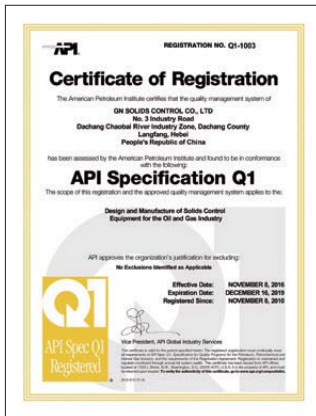 API
REGISTRATION NO. Q1-1003
Certificate of Registration
The American Petroleum Institute certifies that the quality management system of
GN SOLIDS CONTROL CO., LTD
No. 3 Industry Road
Dachang Chaobai River Industry Zone, Dachang County
Langfang, Hebei
People's Republic of China
has been assessed by the American Petroleum Institute and found to be in conformance
with the following:
API Specification Q1
The scope of this registration and the approved quality management system applies to the:
Design and Manufacture of Solids Control
Equipment for the Oil and Gas Industry
API approves the organization's justification for excluding:
No Exclusions Identified as Applicable
Effective Date: NOVEMBER 8, 2016
Expiration Date: DECEMBER 16, 2019
Registered Since: NOVEMBER 8, 2010
Q1
API Spec Q1
Registered
Vice President, API Global Industry Services